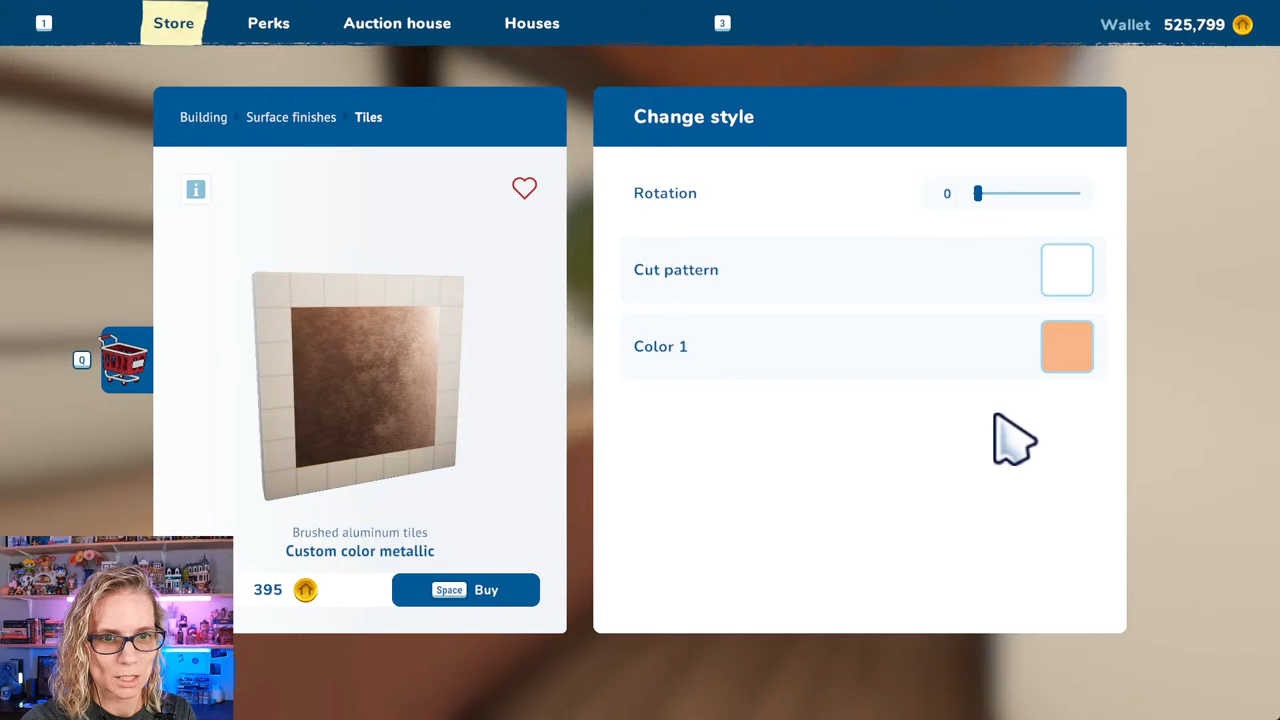 1
Store
Perks
Auction house
Houses
3
Wallet 525,799
Building Surface finishes Tiles
i
Q
Brushed aluminum tiles
Custom color metallic
395
Space Buy
Change style
Rotation 0
Cut pattern
Color 1